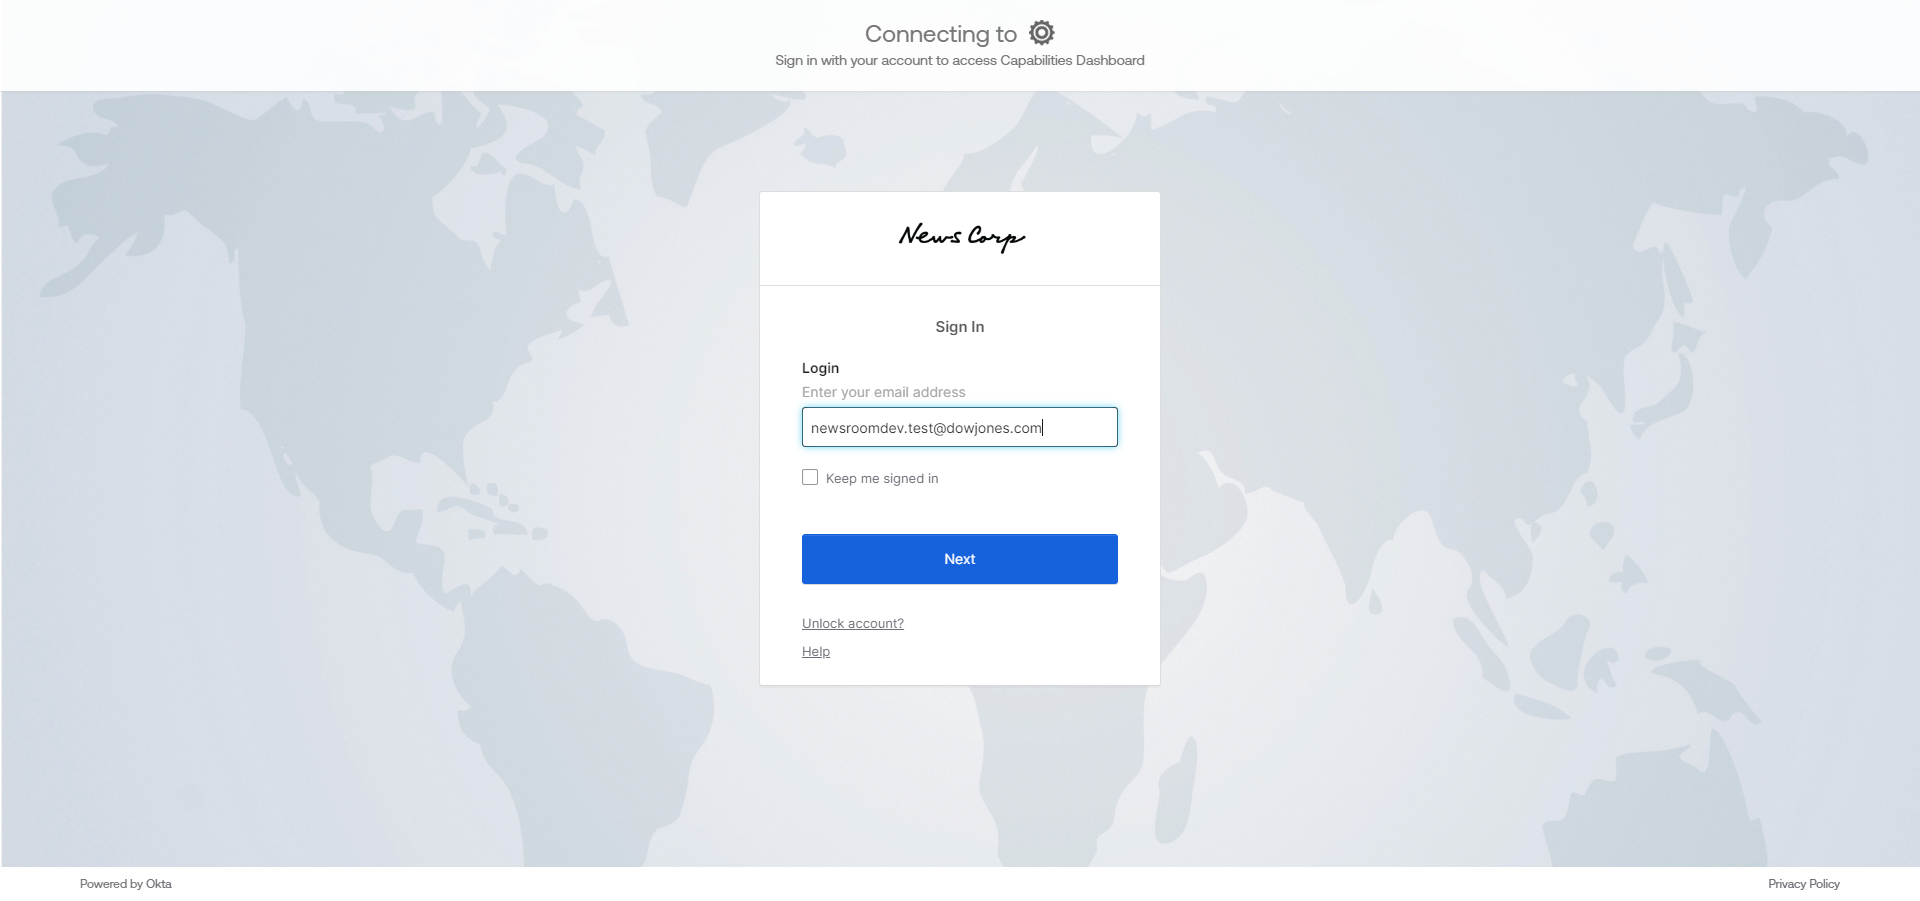 Connecting to
Sign in with your account to access Capabilities Dashboard
News Corp
Sign In
Login
Enter your email address
newsroomdev.test@dowjones.com
Keep me signed in
Next
Unlock account?
Help
Powered by Okta
Privacy Policy